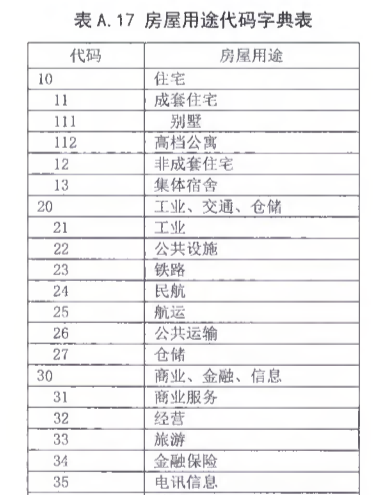 表 A.17 房屋用途代码字典表
代码 房屋用途
10 住宅
11 成套住宅
111 别墅
112 高档公寓
12 非成套住宅
13 集体宿舍
20 工业、交通、仓储
21 工业
22 公共设施
23 铁路
24 民航
25 航运
26 公共运输
27 仓储
30 商业、金融、信息
31 商业服务
32 经营
33 旅游
34 金融保险
35 电讯信息